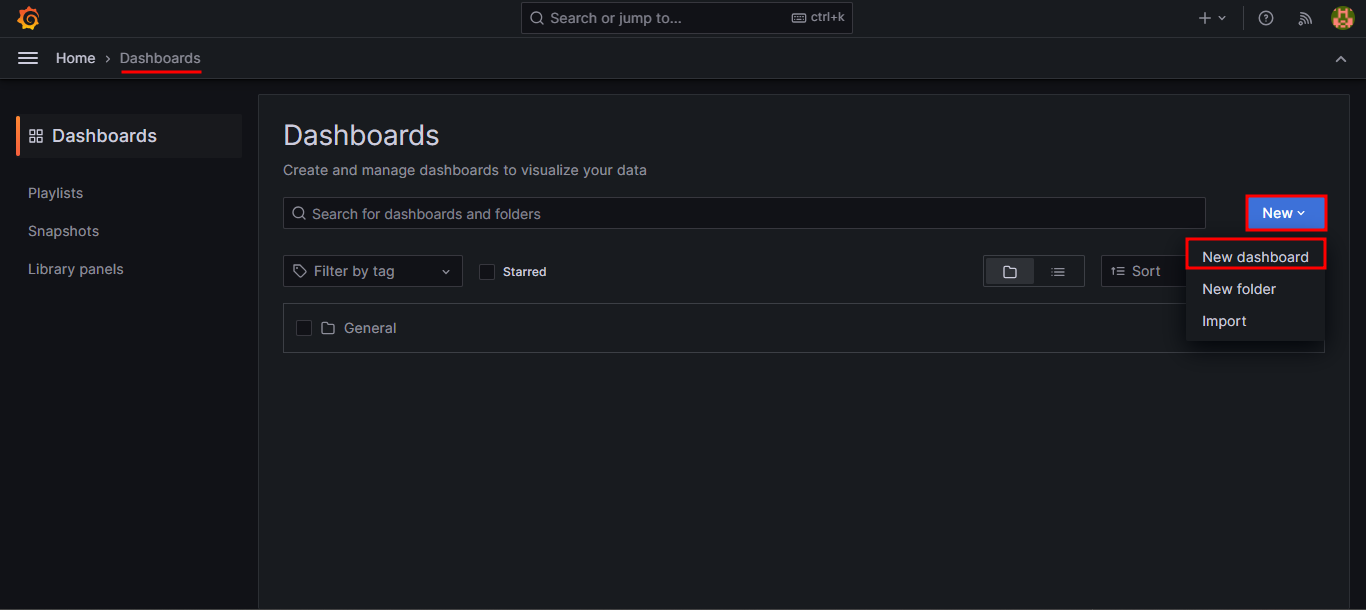 Search or jump to... ctrl+k
Home › Dashboards
Dashboards
Playlists
Snapshots
Library panels
Dashboards
Create and manage dashboards to visualize your data
Search for dashboards and folders
New
New dashboard
New folder
Import
Filter by tag
Starred
Sort
General